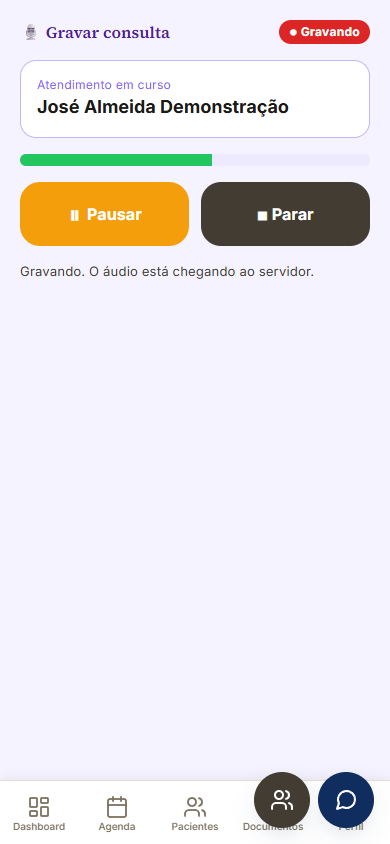 Gravar consulta
Gravando
Atendimento em curso
José Almeida Demonstração
Pausar
Parar
Gravando. O áudio está chegando ao servidor.
Dashboard
Agenda
Pacientes